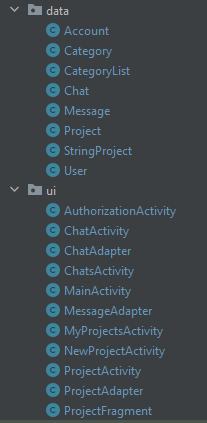 data
Account
Category
CategoryList
Chat
Message
Project
StringProject
User
ui
AuthorizationActivity
ChatActivity
ChatAdapter
ChatsActivity
MainActivity
MessageAdapter
MyProjectsActivity
NewProjectActivity
ProjectActivity
ProjectAdapter
ProjectFragment